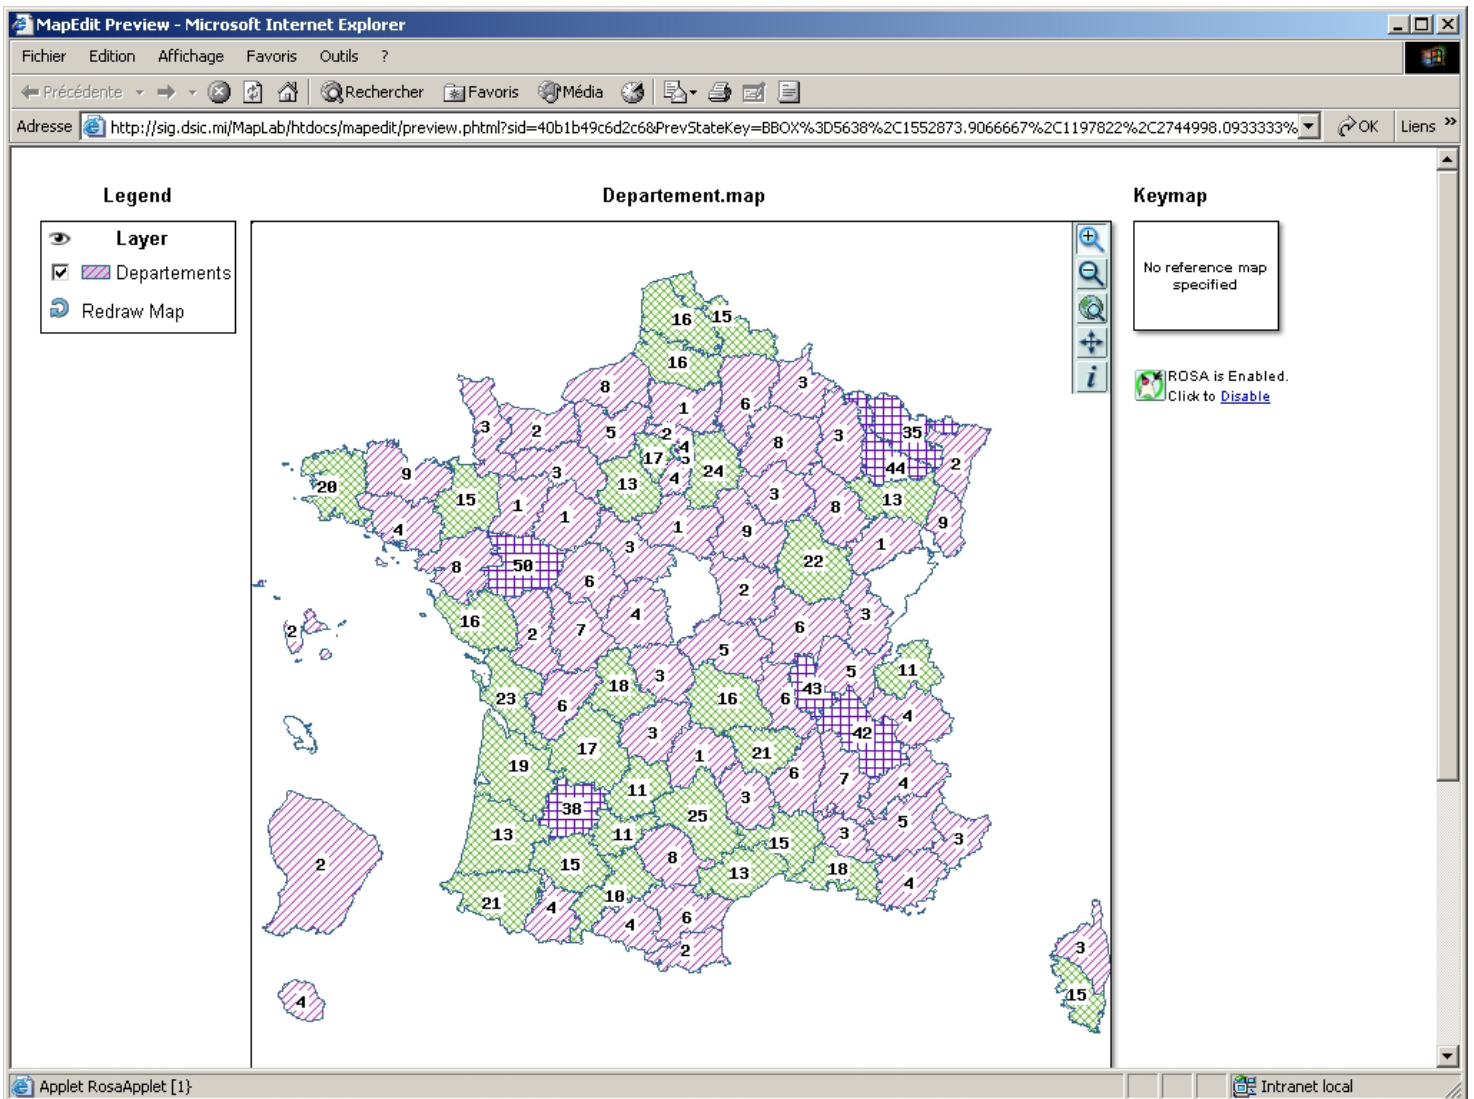 MapEdit Preview - Microsoft Internet Explorer
Fichier Edition Affichage Favoris Outils ?
Précédente Rechercher Favoris Média
Adresse http://sig.dsic.mi/MapLab/htdocs/mapedit/preview.phtml?sid=40b1b49c6d2c6&PrevStateKey=BBOX%3D5638%2C1552873.9066667%2C1197822%2C2744998.0933333% OK Liens »
Legend Departement.map Keymap
Layer
Departements
Redraw Map
No reference map
specified
ROSA is Enabled.
Click to Disable
16 15
16
8 3
1 6
3 2 5 2 8 3 35
4
9 3 17 5 24 44 2
20 15 13 4 3 13
1 1 8
4 1 9 9
3 1
8 50 22
6 2
16 4 3
2 2 7 6
5
18 3 5 11
23 6 16 6 43
4
3 42
17 1 21
19 6 7 4
11 3
38 25 5
13 11 15 3 3
15 8 13 18 4
21 4 10 6
4
2 3
2
4 15
Applet RosaApplet [1} Intranet local